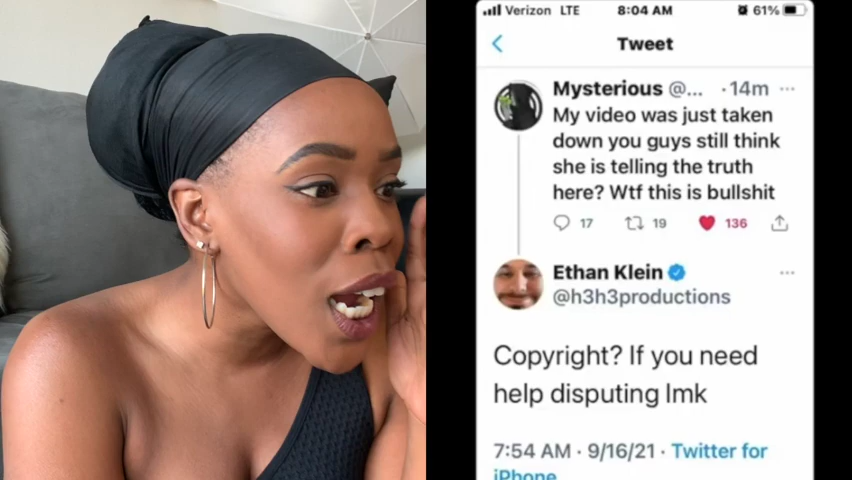 Verizon LTE 8:04 AM 61%
Tweet
Mysterious @... · 14m
My video was just taken
down you guys still think
she is telling the truth
here? Wtf this is bullshit
17 19 136
Ethan Klein
@h3h3productions
Copyright? If you need
help disputing lmk
7:54 AM · 9/16/21 · Twitter for
iPhone